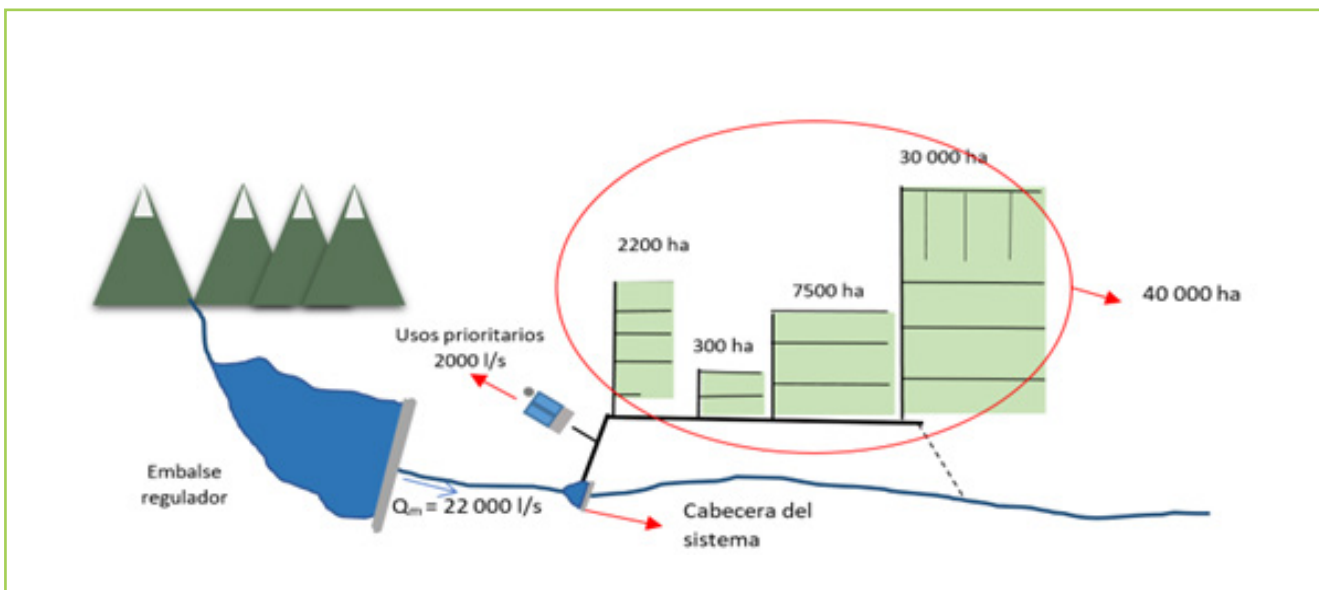 30 000 ha
2200 ha
7500 ha
40 000 ha
Usos prioritarios
2000 l/s
300 ha
Embalse
regulador
Qm = 22 000 l/s
Cabecera del
sistema